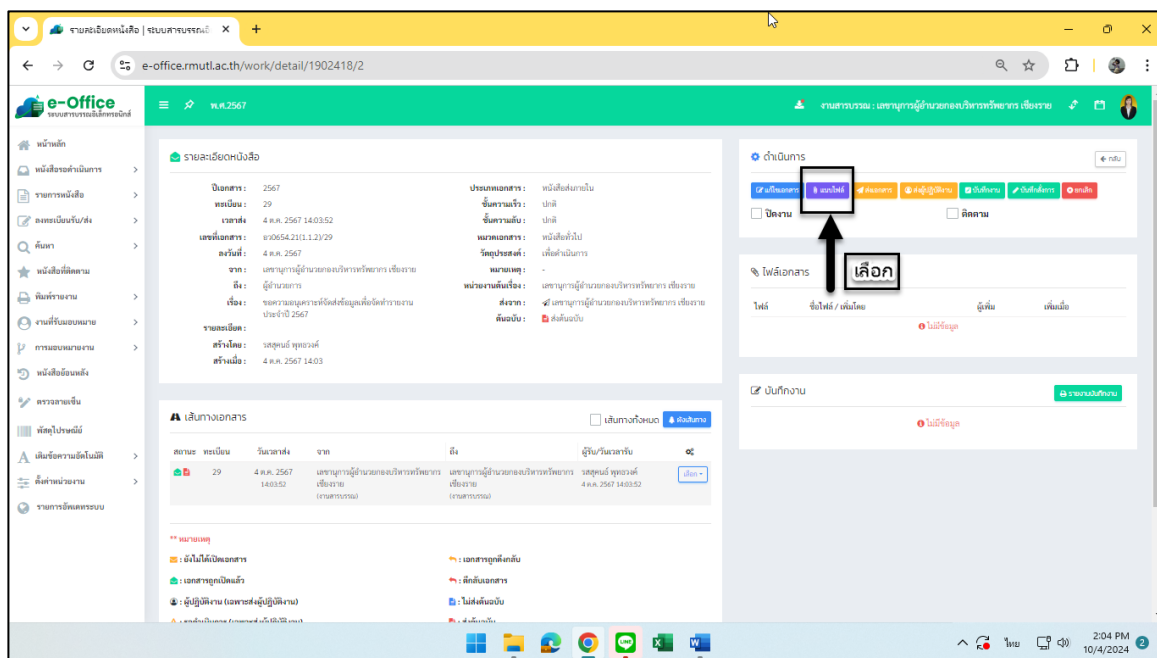 รายละเอียดหนังสือ | ระบบสารบรรณอิ
e-office.rmutl.ac.th/work/detail/1902418/2
e-Office
ระบบสารบรรณอิเล็กทรอนิกส์
พ.ศ.2567
งานสารบรรณ : เลขานุการผู้อำนวยกองบริหารทรัพยากร เชียงราย
หน้าหลัก
หนังสือรอดำเนินการ
รายการหนังสือ
ลงทะเบียนรับ/ส่ง
ค้นหา
หนังสือที่ติดตาม
พิมพ์รายงาน
งานที่รับมอบหมาย
การมอบหมายงาน
หนังสือย้อนหลัง
ตรวจลายเซ็น
พัสดุไปรษณีย์
เติมข้อความอัตโนมัติ
ตั้งค่าหน่วยงาน
รายการอัพเดทระบบ
รายละเอียดหนังสือ
ปีเอกสาร : 2567 ประเภทเอกสาร : หนังสือส่งภายใน
ทะเบียน : 29 ชั้นความเร็ว : ปกติ
เวลาส่ง 4 ต.ค. 2567 14:03:52 ชั้นความลับ : ปกติ
เลขที่เอกสาร : อว0654.21(1.1.2)/29 หมวดเอกสาร : หนังสือทั่วไป
ลงวันที่ : 4 ต.ค. 2567 วัตถุประสงค์ : เพื่อดำเนินการ
จาก : เลขานุการผู้อำนวยกองบริหารทรัพยากร เชียงราย หมายเหตุ : -
ถึง : ผู้อำนวยการ หน่วยงานต้นเรื่อง : เลขานุการผู้อำนวยกองบริหารทรัพยากร เชียงราย
เรื่อง : ขอความอนุเคราะห์จัดส่งข้อมูลเพื่อจัดทำรายงาน ส่งจาก : เลขานุการผู้อำนวยกองบริหารทรัพยากร เชียงราย
ประจำปี 2567 ต้นฉบับ : ส่งต้นฉบับ
รายละเอียด :
สร้างโดย : รสสุคนธ์ พุทธวงค์
สร้างเมื่อ : 4 ต.ค. 2567 14:03
ดำเนินการ
กลับ
แก้ไขเอกสาร แนบไฟล์ ส่งเอกสาร ส่งผู้ปฏิบัติงาน บันทึกงาน บันทึกสั่งการ ยกเลิก
ปิดงาน ติดตาม
เลือก
ไฟล์เอกสาร
ไฟล์ ชื่อไฟล์ / เพิ่มโดย ผู้เพิ่ม เพิ่มเมื่อ
ไม่มีข้อมูล
บันทึกงาน
รายงานบันทึกงาน
ไม่มีข้อมูล
เส้นทางเอกสาร
เส้นทางทั้งหมด ผังเส้นทาง
สถานะ ทะเบียน วันเวลาส่ง จาก ถึง ผู้รับ/วันเวลารับ
29 4 ต.ค. 2567 เลขานุการผู้อำนวยกองบริหารทรัพยากร เลขานุการผู้อำนวยกองบริหารทรัพยากร รสสุคนธ์ พุทธวงค์ เลือก
14:03:52 เชียงราย เชียงราย 4 ต.ค. 2567 14:03:52
(งานสารบรรณ) (งานสารบรรณ)
** หมายเหตุ
: ยังไม่ได้เปิดเอกสาร : เอกสารถูกดึงกลับ
: เอกสารถูกเปิดแล้ว : ตีกลับเอกสาร
: ผู้ปฏิบัติงาน (เฉพาะส่งผู้ปฏิบัติงาน) : ไม่ส่งต้นฉบับ
ไทย
2:04 PM
10/4/2024
2